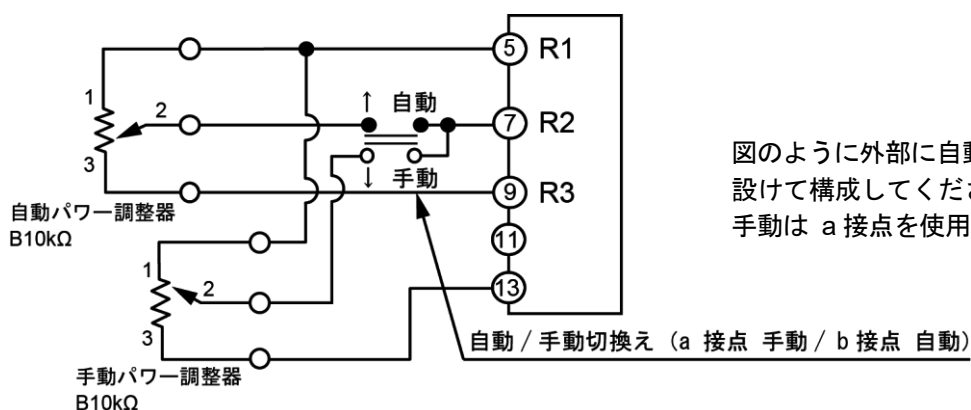 ⑤ R1
1
2
↑ 自動
⑦ R2
3
↓ 手動
⑨ R3
自動パワー調整器
B10kΩ
⑪
1
2
⑬
3
自動 / 手動切換え（a 接点 手動 / b 接点 自動）
手動パワー調整器
B10kΩ
図のように外部に自動
設けて構成してくださ
手動は a 接点を使用